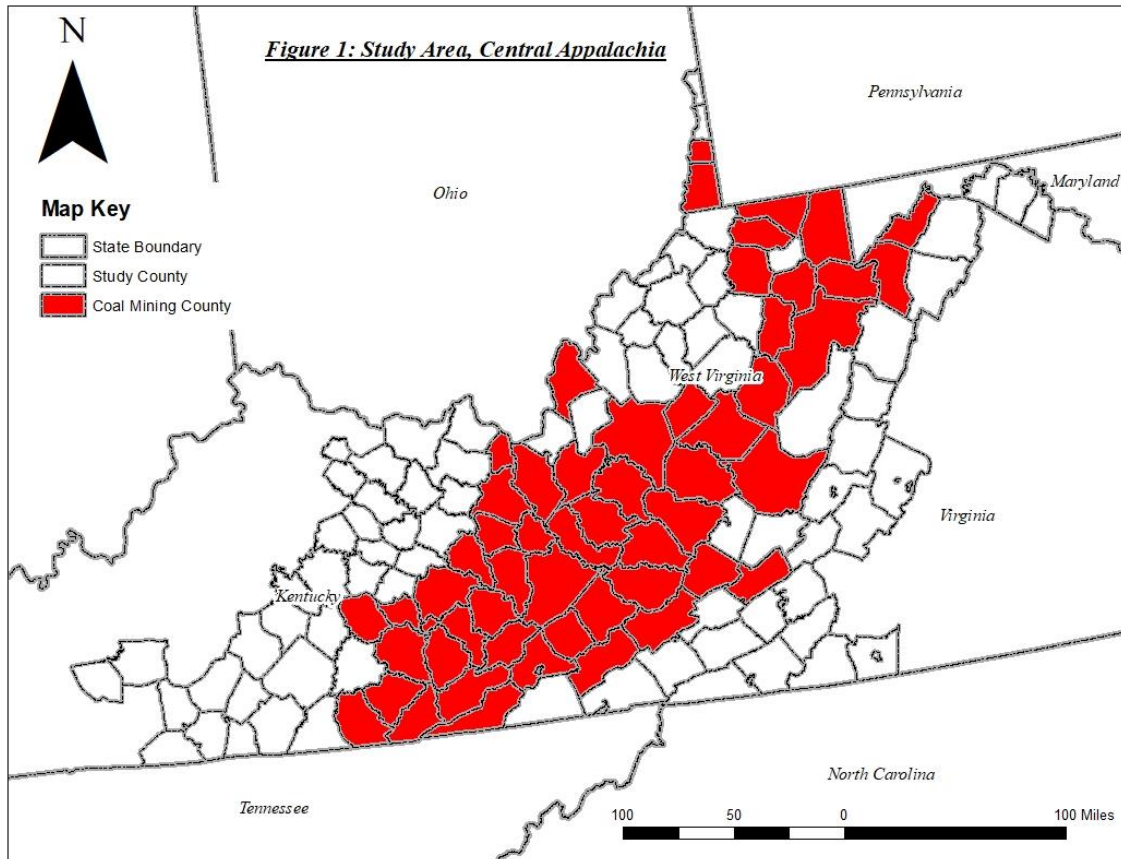 Figure 1: Study Area, Central Appalachia
N
Pennsylvania
Ohio
Maryland
Map Key
State Boundary
Study County
Coal Mining County
West Virginia
Virginia
Kentucky
North Carolina
Tennessee
100 50 0 100 Miles